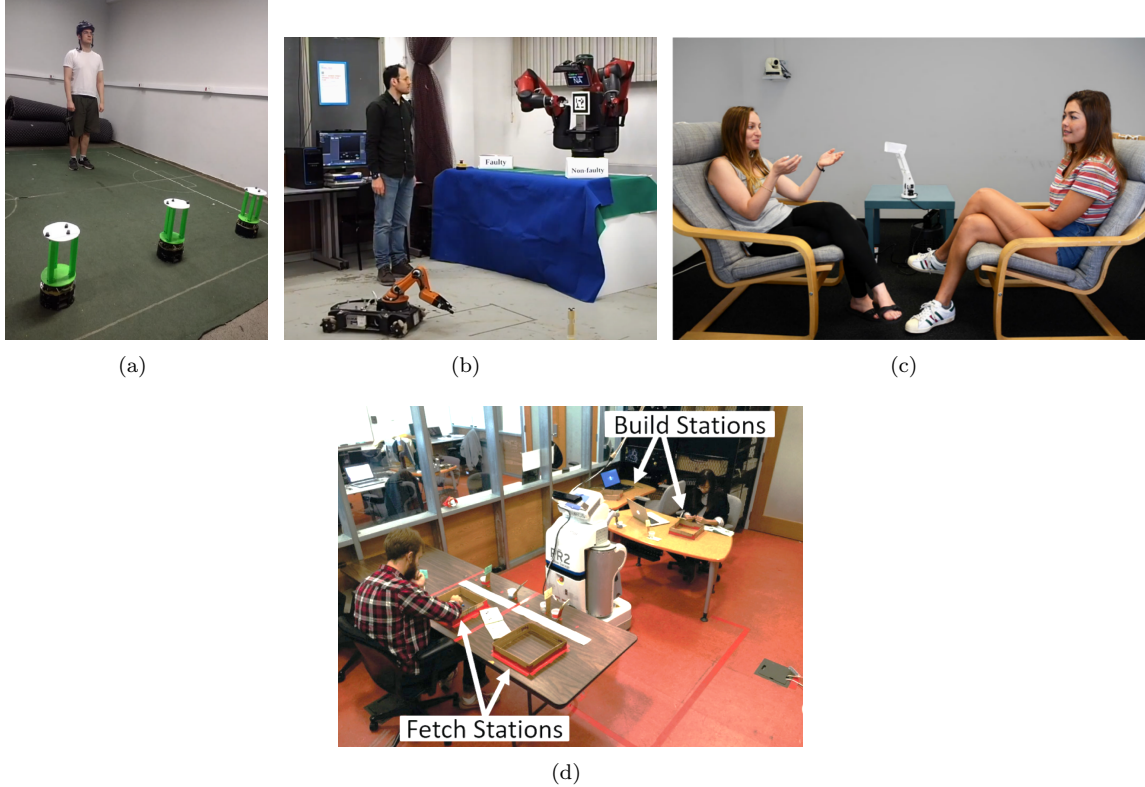 Faulty
Non-faulty
(a)
(b)
(c)
Build Stations
PR2
Fetch Stations
(d)